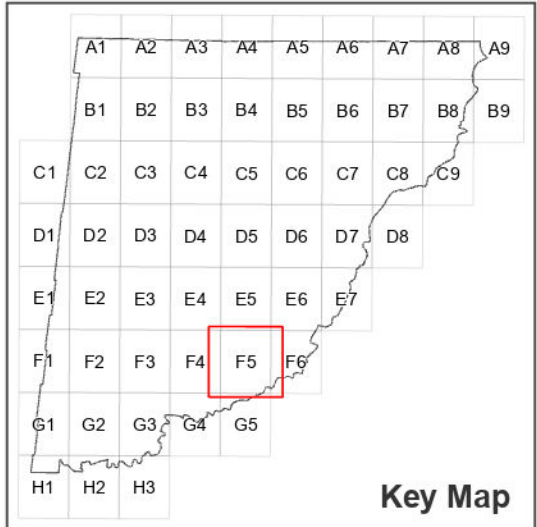 A1 A2 A3 A4 A5 A6 A7 A8 A9
B1 B2 B3 B4 B5 B6 B7 B8 B9
C1 C2 C3 C4 C5 C6 C7 C8 C9
D1 D2 D3 D4 D5 D6 D7 D8
E1 E2 E3 E4 E5 E6 E7
F1 F2 F3 F4 F5 F6
G1 G2 G3 G4 G5
H1 H2 H3
Key Map